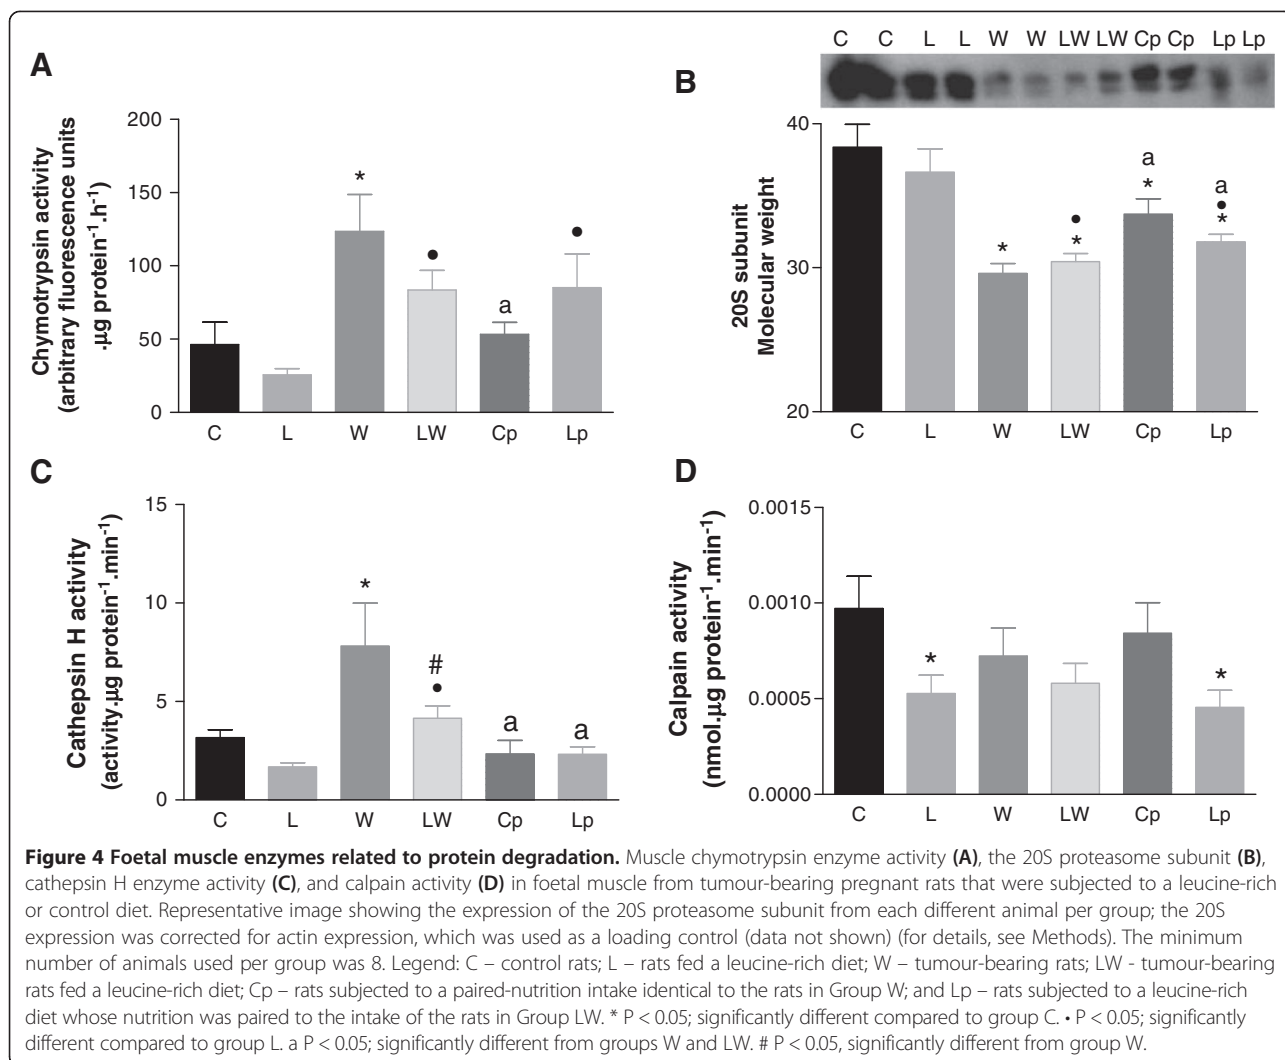 A
Chymotrypsin activity
(arbitrary fluorescence units
.µg protein-1.h-1)
200
150
100
50
0
*
•
a
•
C L W LW Cp Lp
B
C C L L W W LW LW Cp Cp Lp Lp
20S subunit
Molecular weight
40
30
20
*
•
*
a
*
a
•
*
C L W LW Cp Lp
C
Cathepsin H activity
(activity.µg protein-1.min-1)
15
10
5
0
*
#
•
a
a
C L W LW Cp Lp
D
Calpain activity
(nmol.µg protein-1.min-1)
0.0015
0.0010
0.0005
0.0000
*
*
C L W LW Cp Lp
Figure 4 Foetal muscle enzymes related to protein degradation. Muscle chymotrypsin enzyme activity (A), the 20S proteasome subunit (B),
cathepsin H enzyme activity (C), and calpain activity (D) in foetal muscle from tumour-bearing pregnant rats that were subjected to a leucine-rich
or control diet. Representative image showing the expression of the 20S proteasome subunit from each different animal per group; the 20S
expression was corrected for actin expression, which was used as a loading control (data not shown) (for details, see Methods). The minimum
number of animals used per group was 8. Legend: C – control rats; L – rats fed a leucine-rich diet; W – tumour-bearing rats; LW - tumour-bearing
rats fed a leucine-rich diet; Cp – rats subjected to a paired-nutrition intake identical to the rats in Group W; and Lp – rats subjected to a leucine-rich
diet whose nutrition was paired to the intake of the rats in Group LW. * P < 0.05; significantly different compared to group C. • P < 0.05; significantly
different compared to group L. a P < 0.05; significantly different from groups W and LW. # P < 0.05, significantly different from group W.